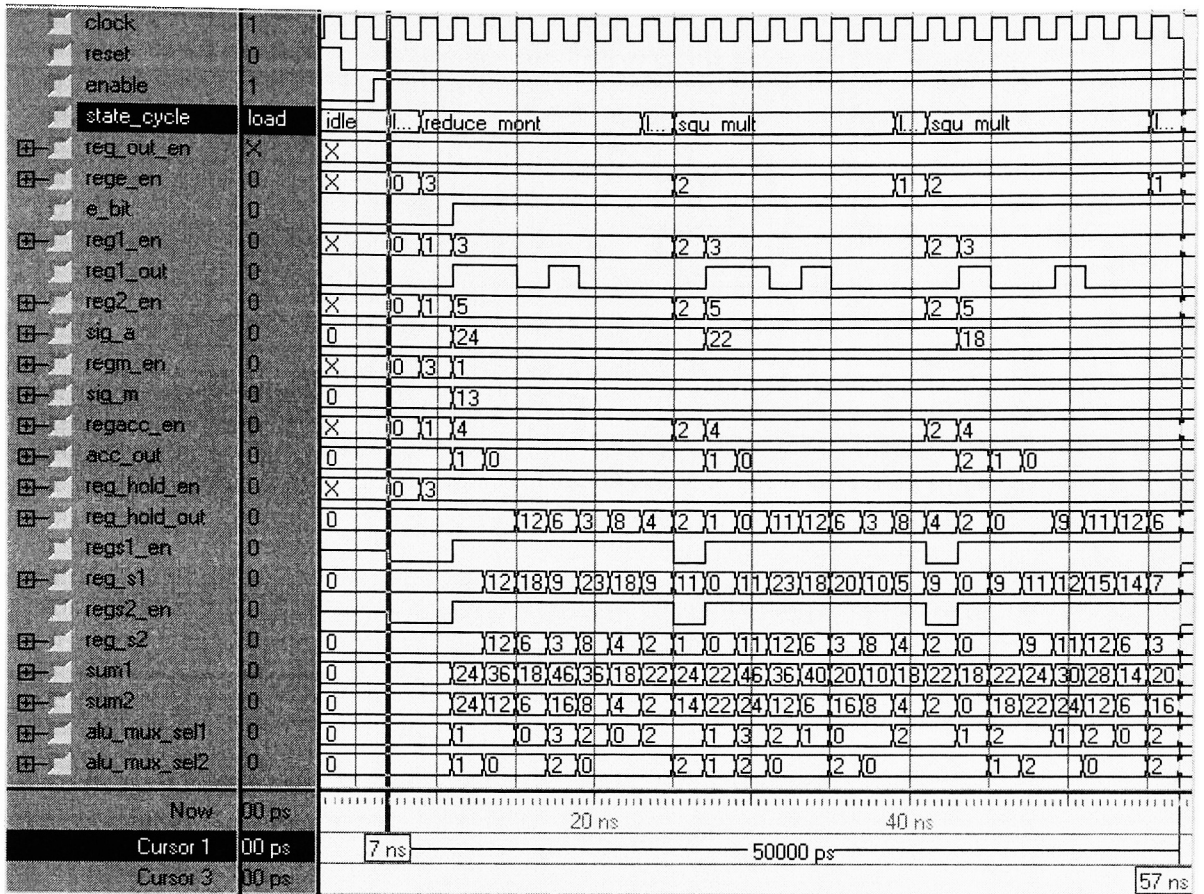 clock 1
reset 0
enable 1
state_cycle load idle l... reduce_mont l... squ_mult l... squ_mult l...
reg_out_en X X
rege_en 0 X 0 3 2 1 2 1
e_bit 0
reg1_en 0 X 0 1 3 2 3 2 3
reg1_out 0
reg2_en 0 X 0 1 5 2 5 2 5
sig_a 0 0 24 22 18
regm_en 0 X 0 3 1
sig_m 0 0 13
regacc_en 0 X 0 1 4 2 4 2 4
acc_out 0 0 1 0 1 0 2 1 0
reg_hold_en 0 X 0 3
reg_hold_out 0 0 12 6 3 8 4 2 1 0 11 12 6 3 8 4 2 0 9 11 12 6
regs1_en 0
reg_s1 0 0 12 18 9 23 18 9 11 0 11 23 18 20 10 5 9 0 9 11 12 15 14 7
regs2_en 0
reg_s2 0 0 12 6 3 8 4 2 1 0 11 12 6 3 8 4 2 0 9 11 12 6 3
sum1 0 0 24 36 18 46 36 18 22 24 22 46 36 40 20 10 18 22 18 22 24 30 28 14 20
sum2 0 0 24 12 6 16 8 4 2 14 22 24 12 6 16 8 4 2 0 18 22 24 12 6 16
alu_mux_sel1 0 0 1 0 3 2 0 2 1 3 2 1 0 2 1 2 1 2 0 2
alu_mux_sel2 0 0 1 0 2 0 2 1 2 0 2 0 1 2 0 2
Now 00 ps 20 ns 40 ns
Cursor 1 00 ps 7 ns 50000 ps
Cursor 3 00 ps 57 ns